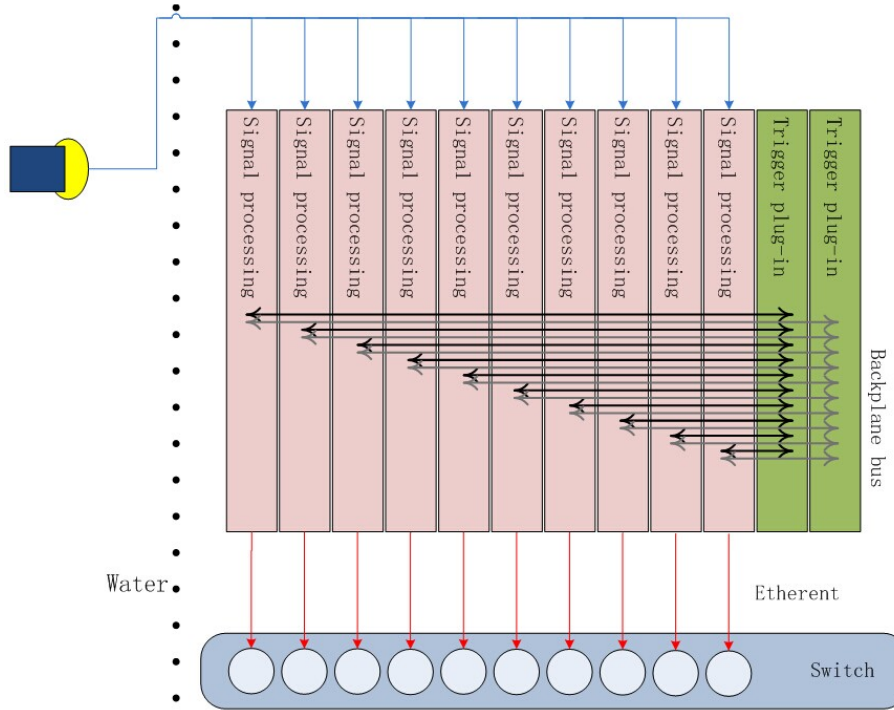 Signal processing
Signal processing
Signal processing
Signal processing
Signal processing
Signal processing
Signal processing
Signal processing
Signal processing
Signal processing
Trigger plug-in
Trigger plug-in
Backplane bus
Water
Etherent
Switch